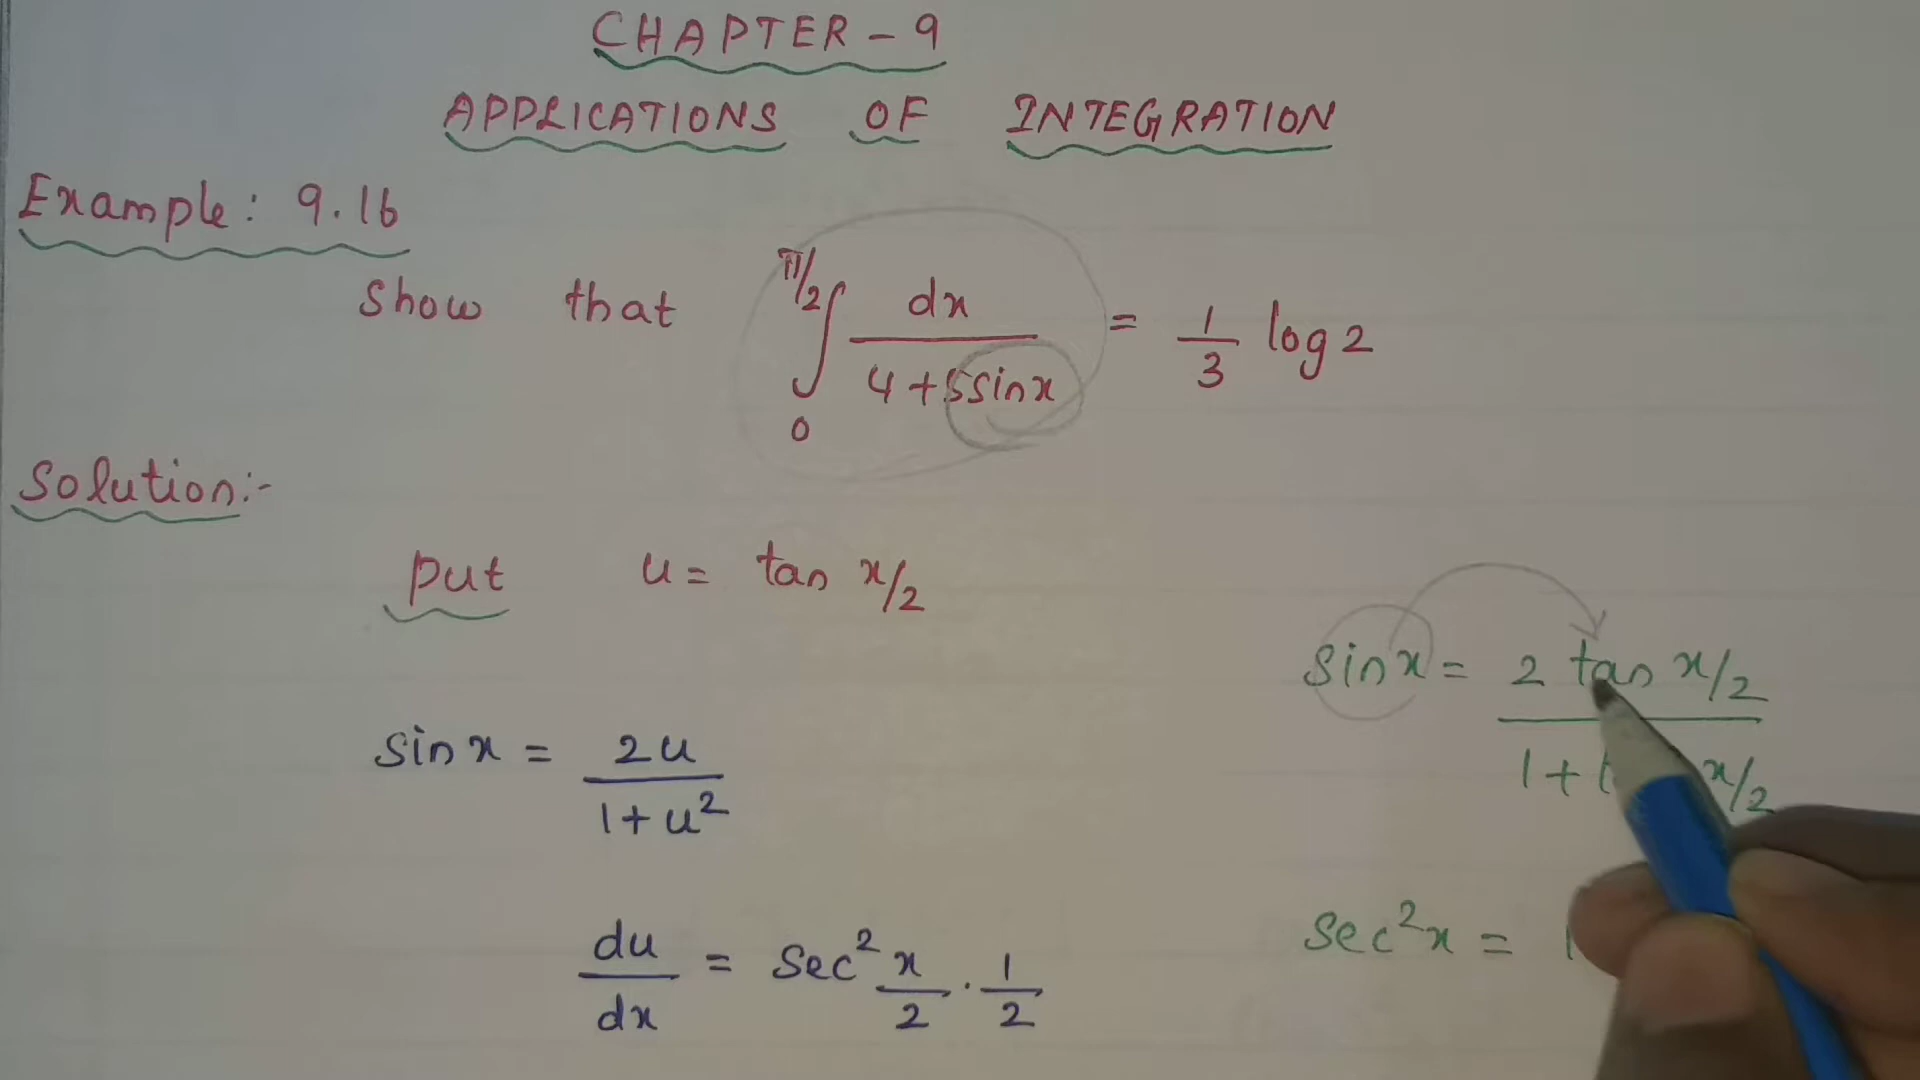 CHAPTER - 9
APPLICATIONS OF INTEGRATION
Example: 9.16
Show that ∫₀^π/2 dx / (4+5sinx) = 1/3 log 2
Solution:-
put u = tan x/2
sin x = 2u / (1+u²)
sin x = 2 tan x/2 / 1+ x/2
du/dx = sec² x/2 . 1/2
sec²x =